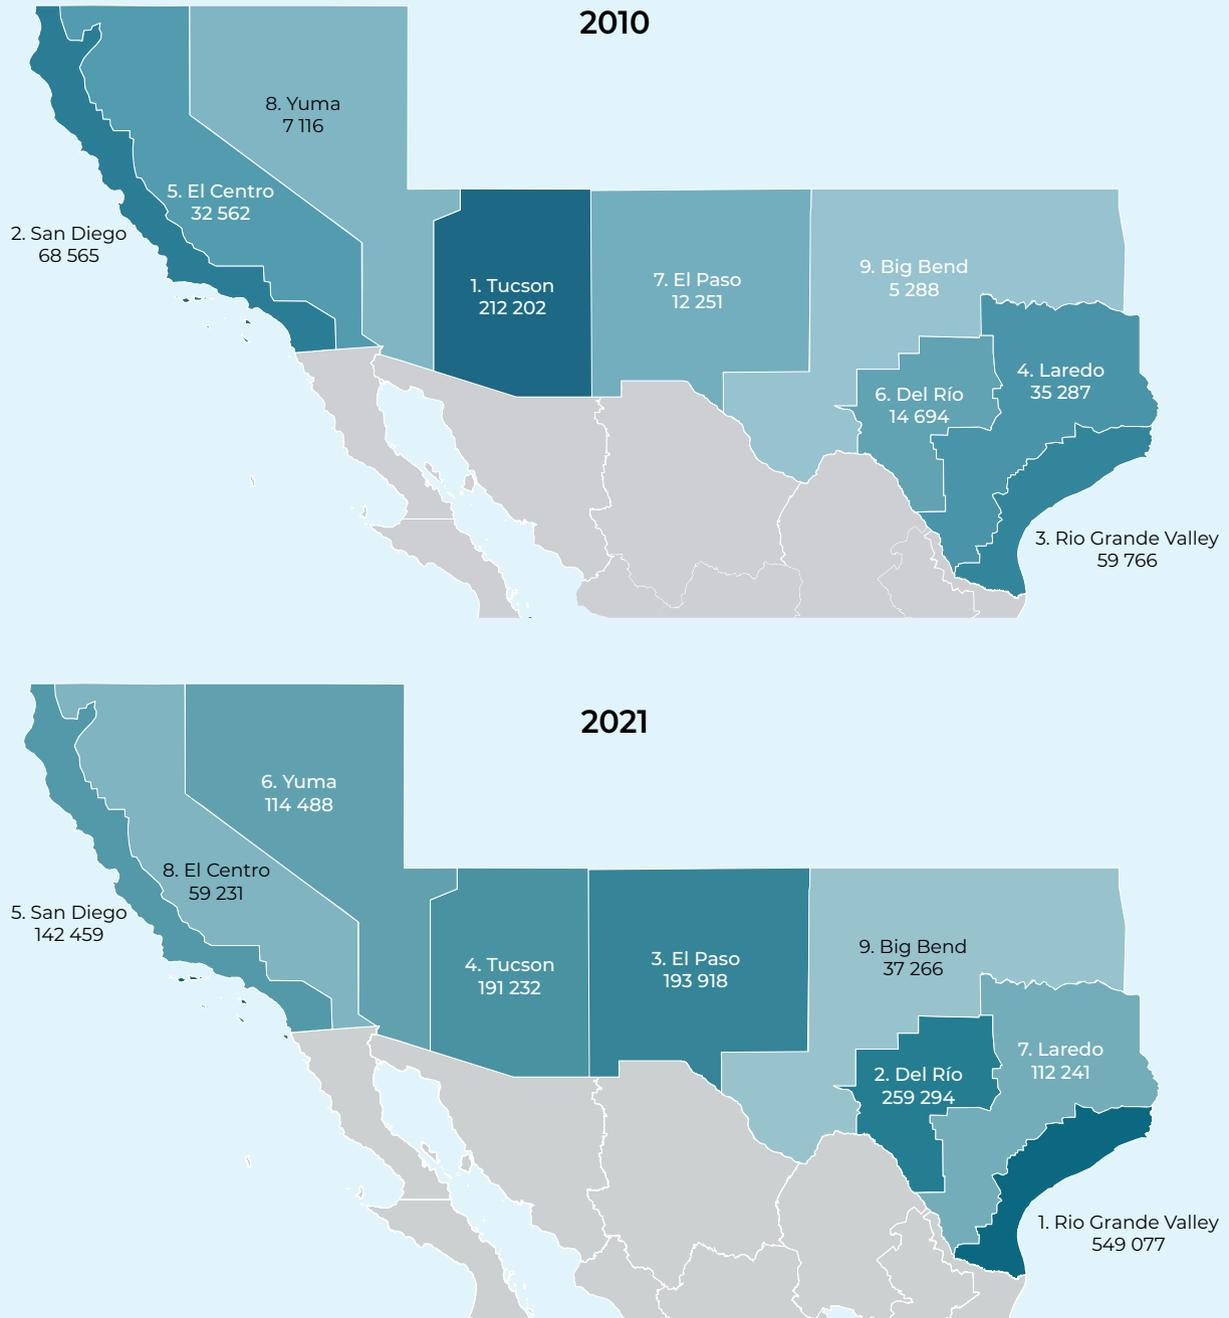 2010
8. Yuma
7 116
5. El Centro
32 562
2. San Diego
68 565
1. Tucson
212 202
7. El Paso
12 251
9. Big Bend
5 288
4. Laredo
35 287
6. Del Río
14 694
3. Rio Grande Valley
59 766
2021
6. Yuma
114 488
8. El Centro
59 231
5. San Diego
142 459
4. Tucson
191 232
3. El Paso
193 918
9. Big Bend
37 266
7. Laredo
112 241
2. Del Río
259 294
1. Rio Grande Valley
549 077